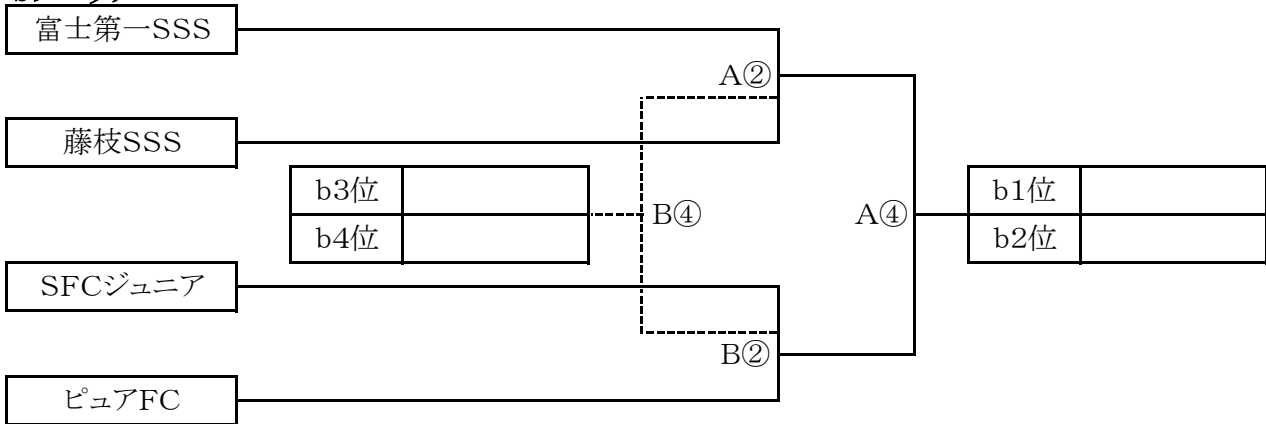 富士第一SSS
A②
藤枝SSS
b3位
b4位
B④
A④
b1位
b2位
SFCジュニア
B②
ピュアFC